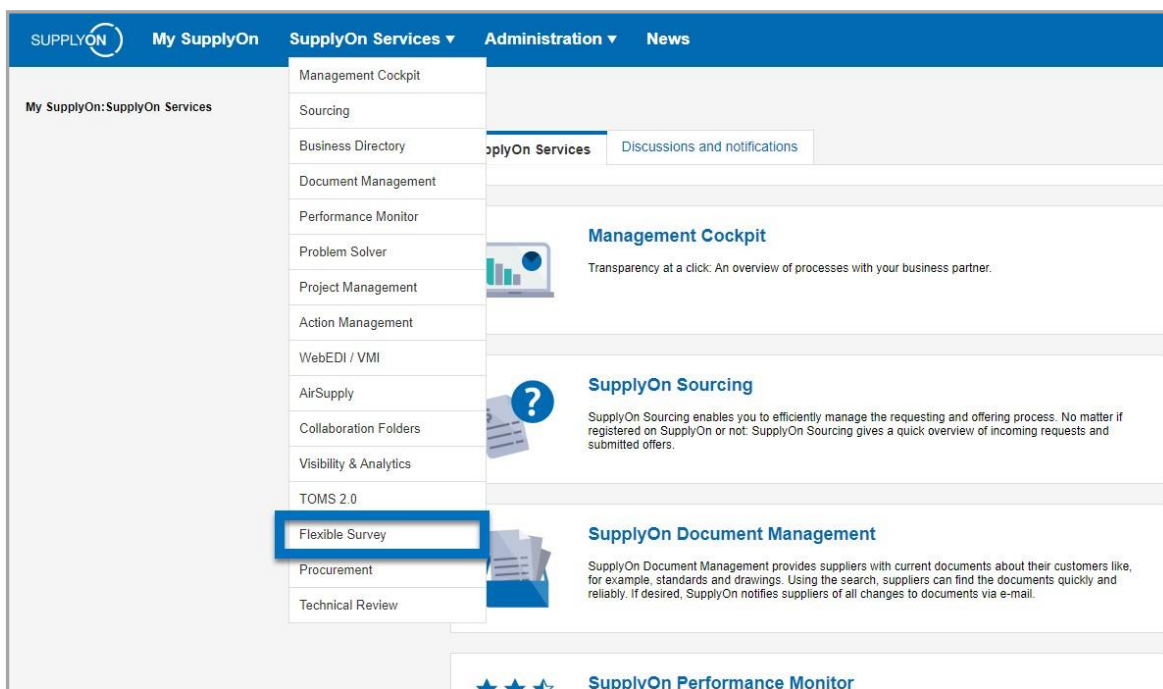 SUPPLYON My SupplyOn SupplyOn Services ▾ Administration ▾ News
My SupplyOn:SupplyOn Services
Management Cockpit
Sourcing
Business Directory
Document Management
Performance Monitor
Problem Solver
Project Management
Action Management
WebEDI / VMI
AirSupply
Collaboration Folders
Visibility & Analytics
TOMS 2.0
Flexible Survey
Procurement
Technical Review
Services Discussions and notifications
Management Cockpit
Transparency at a click: An overview of processes with your business partner.
SupplyOn Sourcing
SupplyOn Sourcing enables you to efficiently manage the requesting and offering process. No matter if
registered on SupplyOn or not: SupplyOn Sourcing gives a quick overview of incoming requests and
submitted offers.
?
SupplyOn Document Management
SupplyOn Document Management provides suppliers with current documents about their customers like,
for example, standards and drawings. Using the search, suppliers can find the documents quickly and
reliably. If desired, SupplyOn notifies suppliers of all changes to documents via e-mail.
SupplyOn Performance Monitor